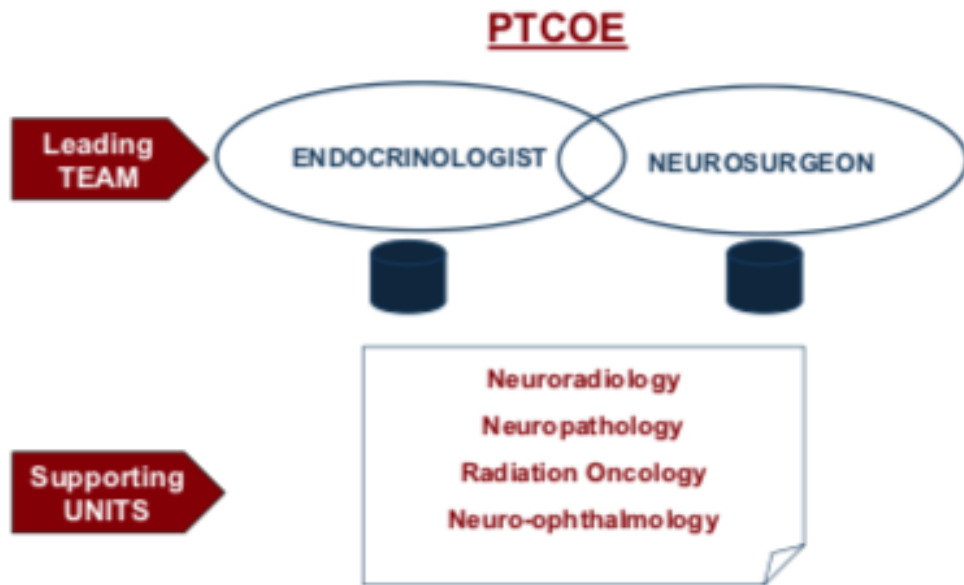 PTCOE
Leading
TEAM
ENDOCRINOLOGIST
NEUROSURGEON
Neuroradiology
Neuropathology
Radiation Oncology
Neuro-ophthalmology
Supporting
UNITS